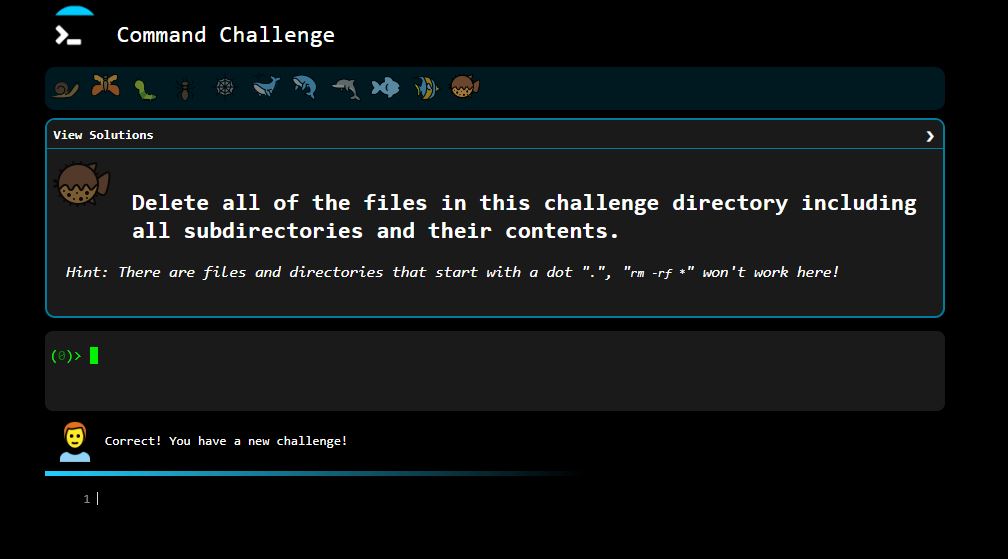 Command Challenge
View Solutions
Delete all of the files in this challenge directory including
all subdirectories and their contents.
Hint: There are files and directories that start with a dot ".", "rm -rf *" won't work here!
(0)>
Correct! You have a new challenge!
1